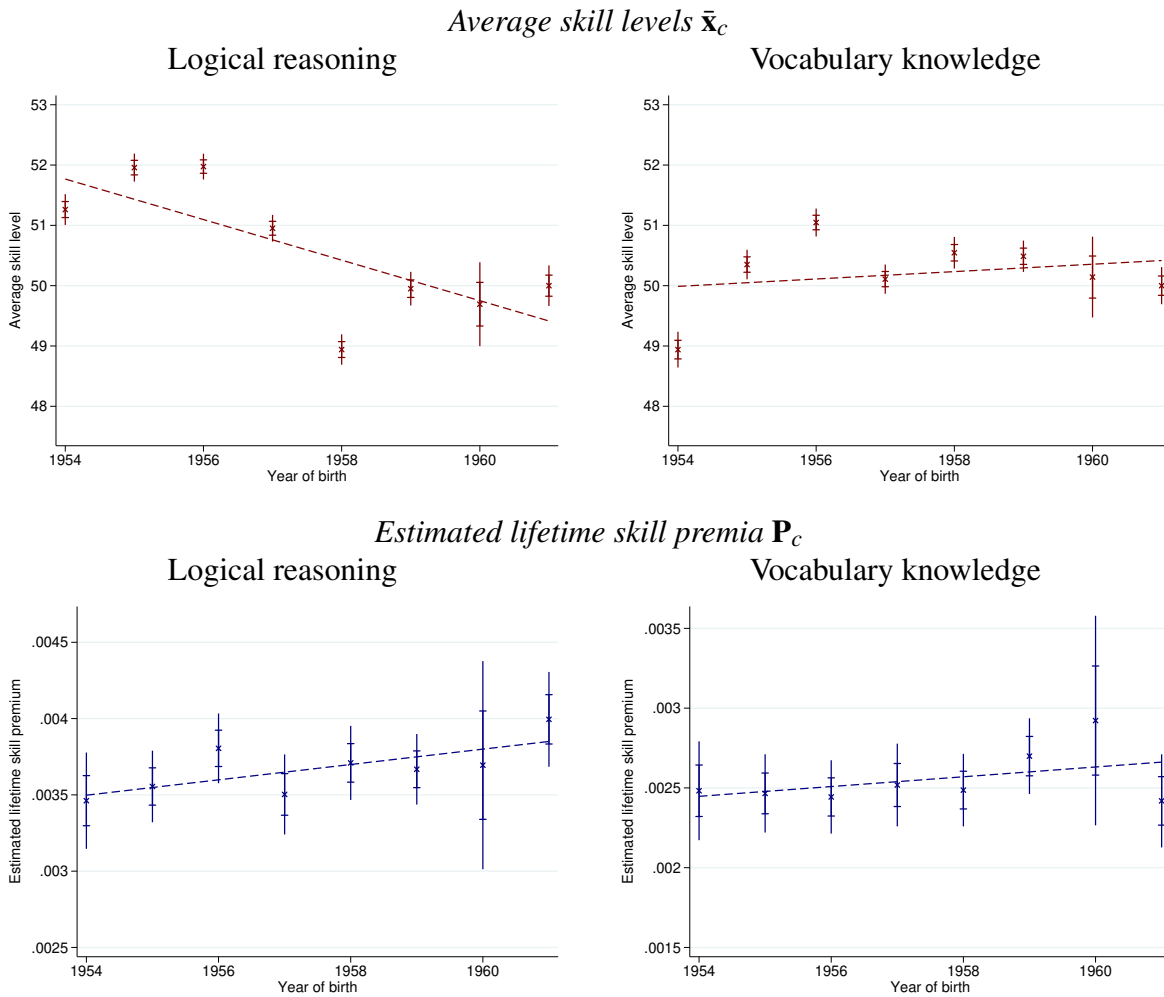 Average skill levels x̄c
Logical reasoning
Vocabulary knowledge
Average skill level
53
52
51
50
49
48
1954
1956
1958
1960
Year of birth
Average skill level
53
52
51
50
49
48
1954
1956
1958
1960
Year of birth
Estimated lifetime skill premia Pc
Logical reasoning
Vocabulary knowledge
Estimated lifetime skill premium
.0045
.004
.0035
.003
.0025
1954
1956
1958
1960
Year of birth
Estimated lifetime skill premium
.0035
.003
.0025
.002
.0015
1954
1956
1958
1960
Year of birth